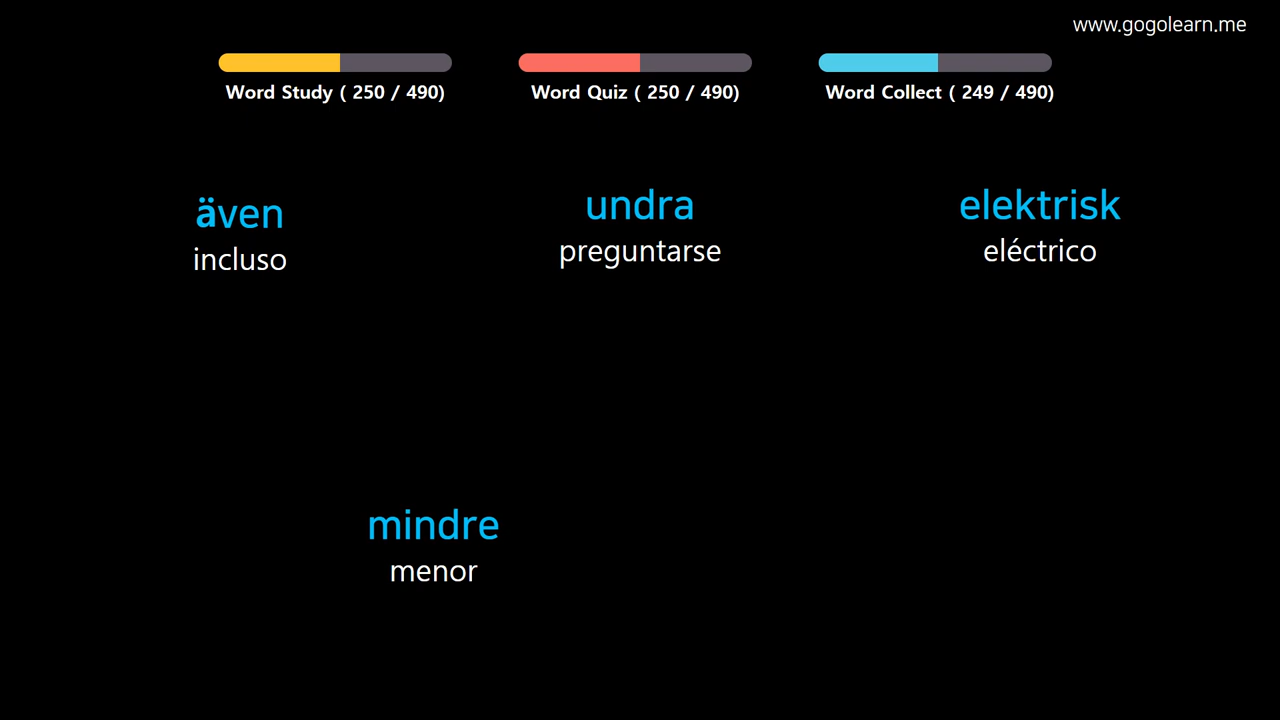 www.gogolearn.me
Word Study ( 250 / 490)
Word Quiz ( 250 / 490)
Word Collect ( 249 / 490)
även
incluso
undra
preguntarse
elektrisk
eléctrico
mindre
menor